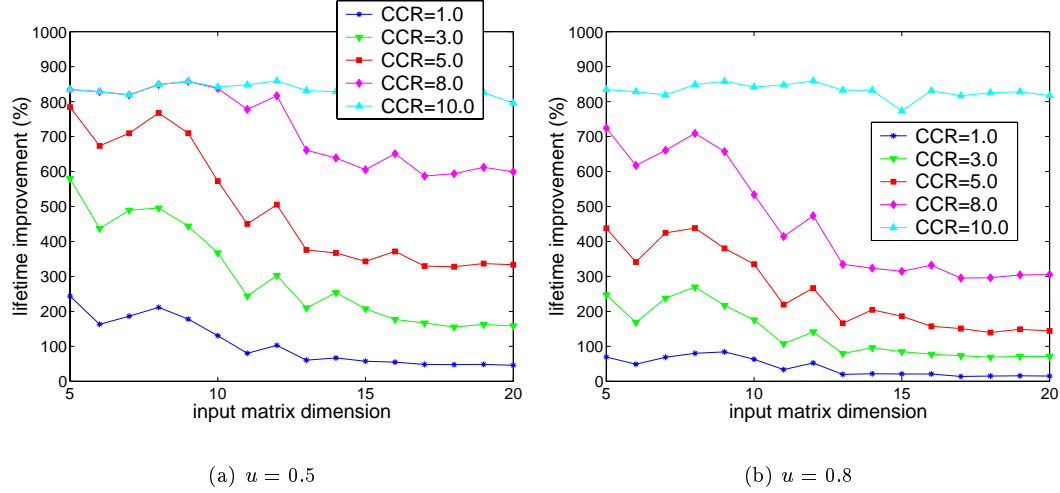 CCR=1.0
CCR=3.0
CCR=5.0
CCR=8.0
CCR=10.0
1000
900
800
700
600
500
400
300
200
100
0
lifetime improvement (%)
5
10
15
20
input matrix dimension
(a) u = 0.5
1000
900
800
700
600
500
400
300
200
100
0
lifetime improvement (%)
CCR=1.0
CCR=3.0
CCR=5.0
CCR=8.0
CCR=10.0
5
10
15
20
input matrix dimension
(b) u = 0.8